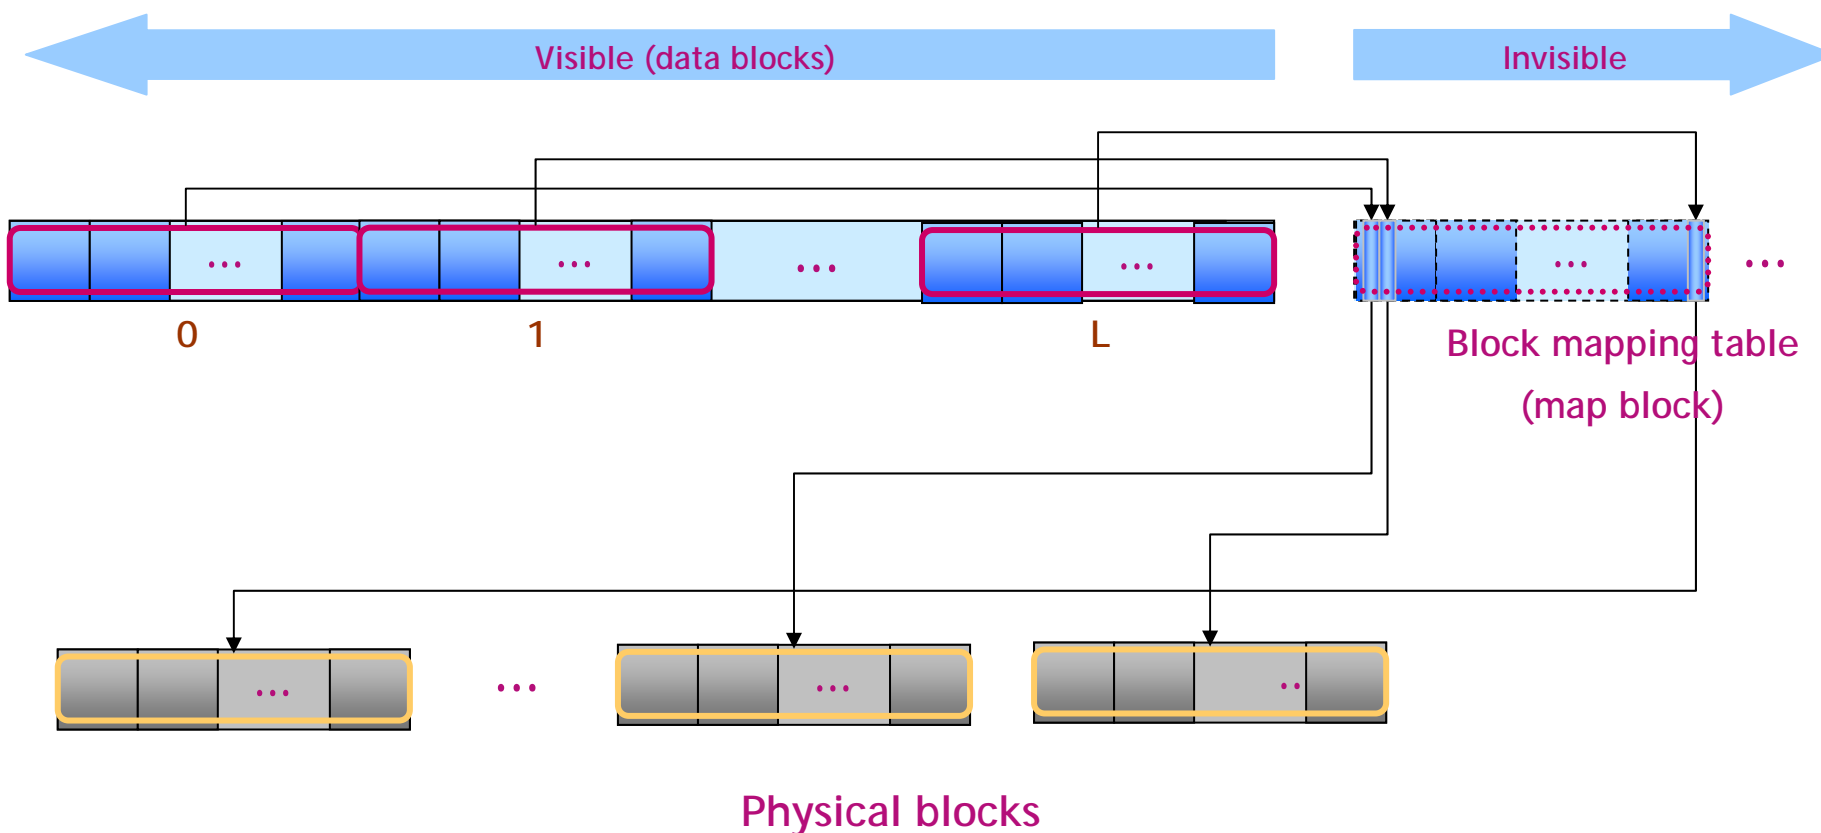 Visible (data blocks)
Invisible
...
...
...
...
...
...
0
1
L
Block mapping table
(map block)
...
...
...
..
Physical blocks